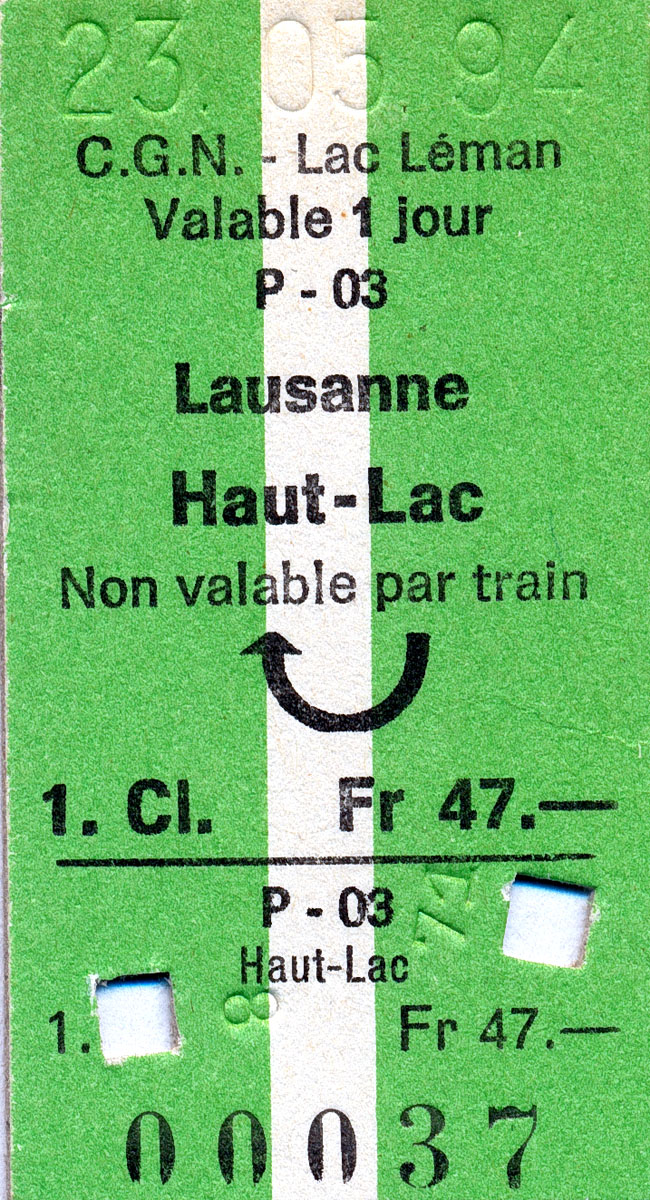 23. 05 94
C.G.N. - Lac Léman
Valable 1 jour
P - 03
Lausanne
Haut-Lac
Non valable par train
1. Cl. Fr 47.—
P - 03
Haut-Lac
1. Fr 47.—
00037